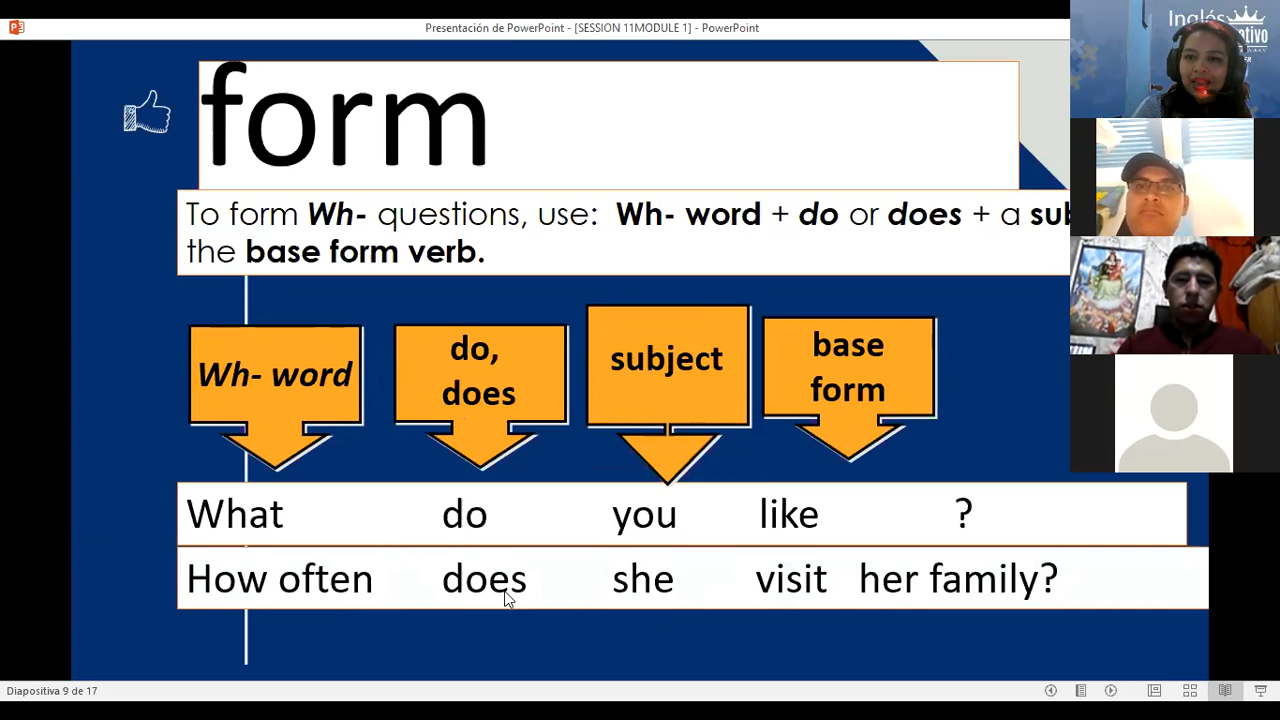 Presentación de PowerPoint - [SESSION 11MODULE 1] - PowerPoint
Inglés
form
To form Wh- questions, use: Wh- word + do or does + a
the base form verb.
Wh- word
do,
does
subject
base
form
What do you like ?
How often does she visit her family?
Diapositiva 9 de 17